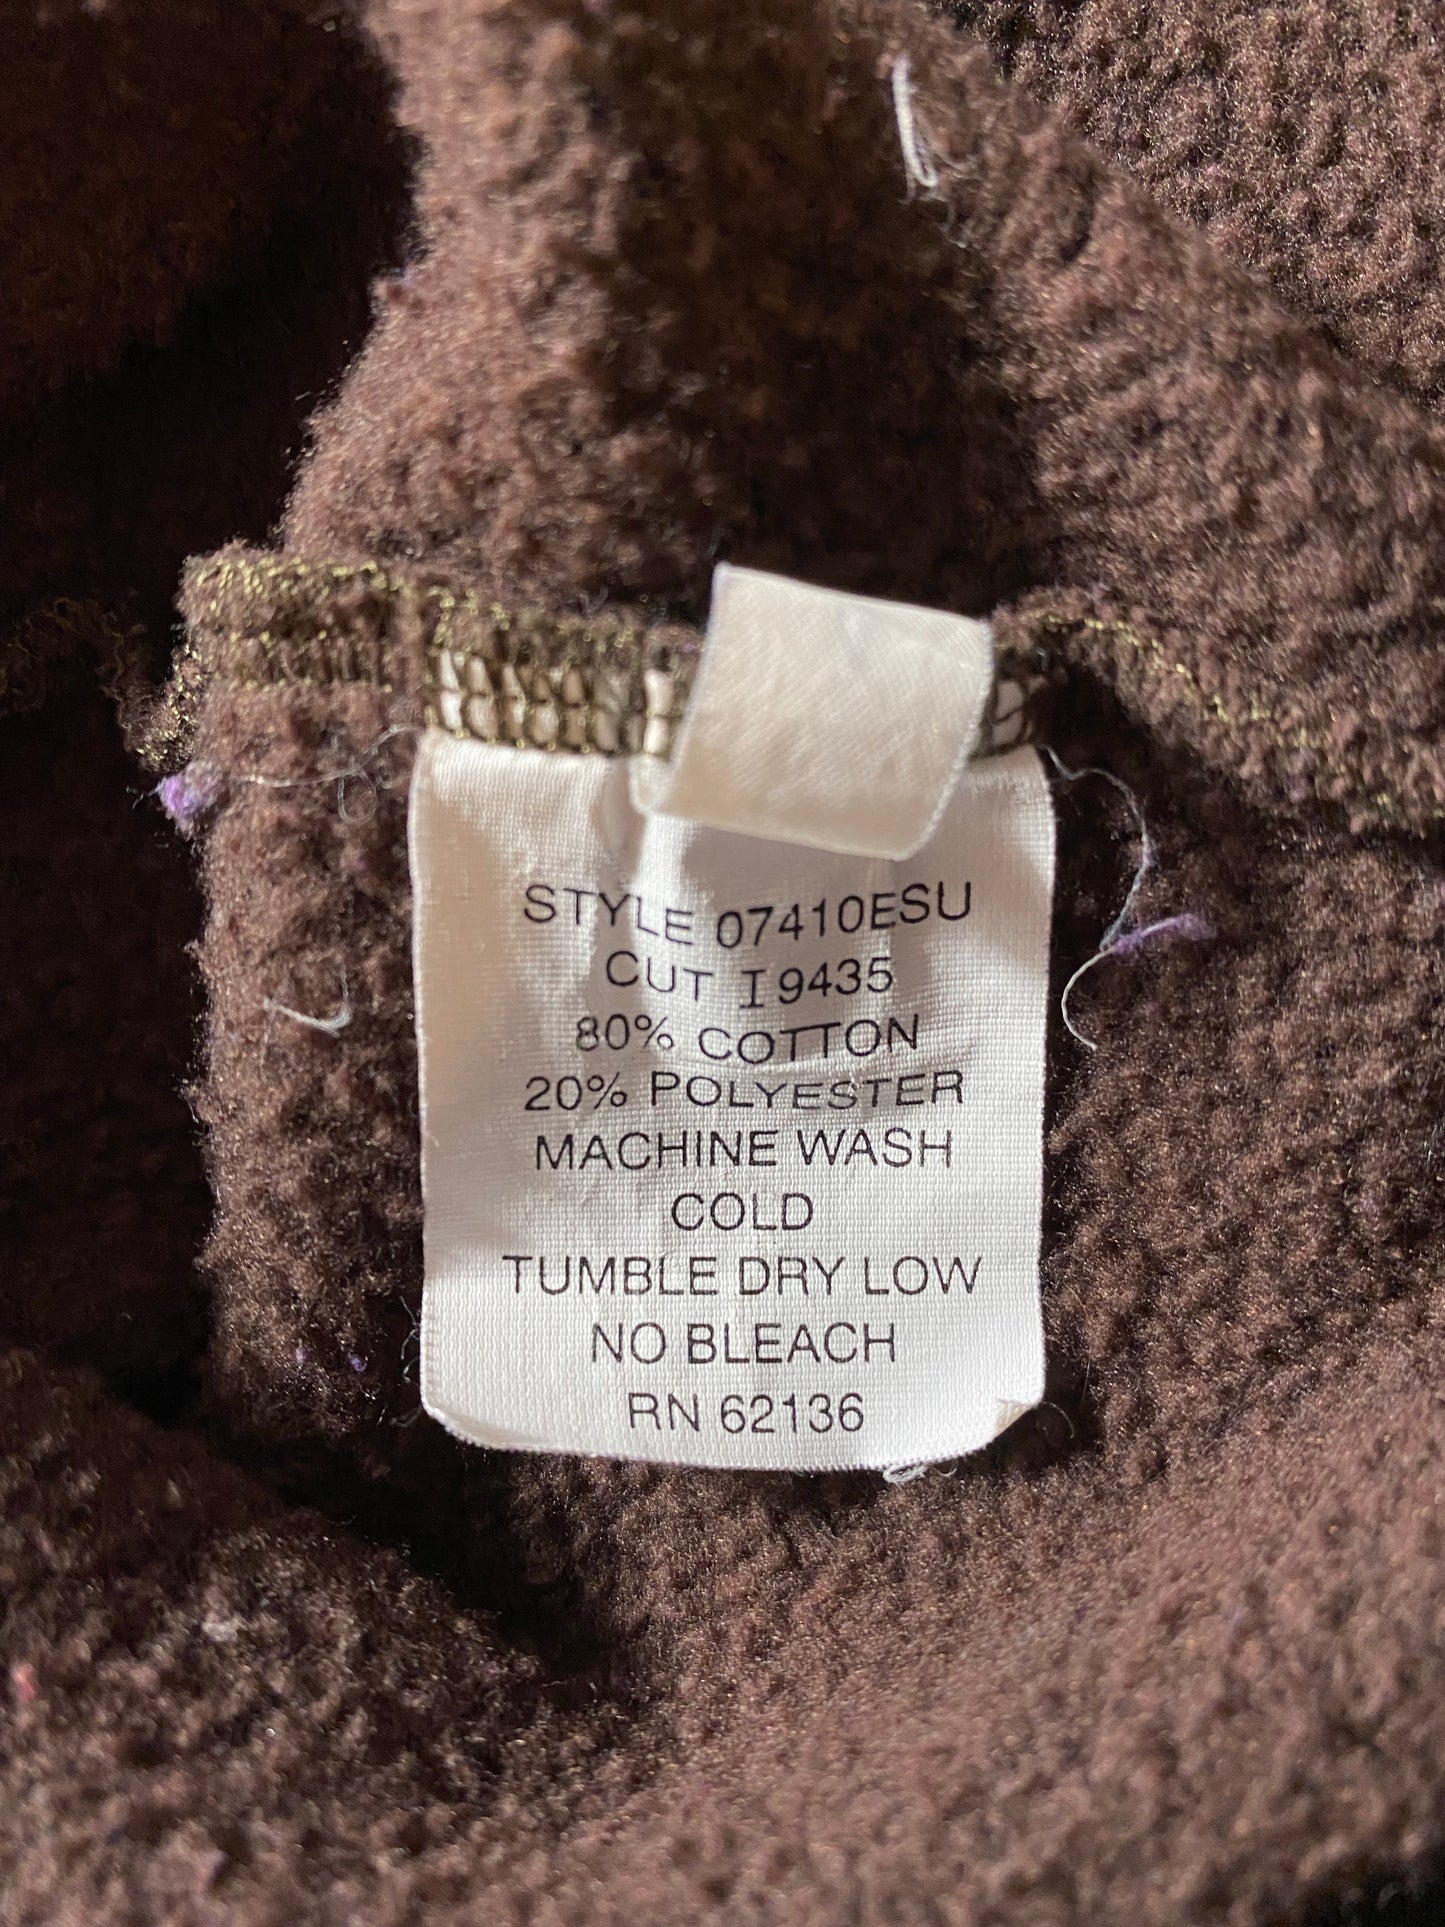 STYLE 07410ESU
CUT I9435
80% COTTON
20% POLYESTER
MACHINE WASH
COLD
TUMBLE DRY LOW
NO BLEACH
RN 62136